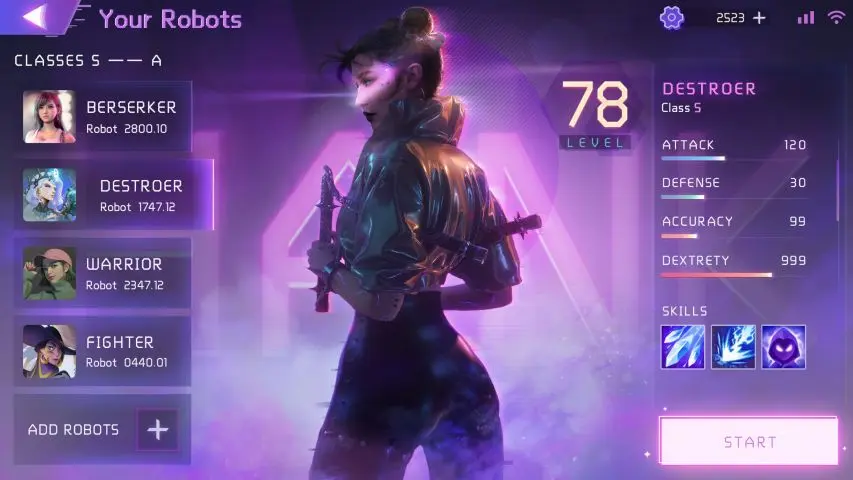 Your Robots
2523 +
CLASSES S —— A
BERSERKER
Robot 2800.10
DESTROER
Robot 1747.12
WARRIOR
Robot 2347.12
FIGHTER
Robot 0440.01
ADD ROBOTS +
78
LEVEL
DESTROER
Class S
ATTACK 120
DEFENSE 30
ACCURACY 99
DEXTRETY 999
SKILLS
START